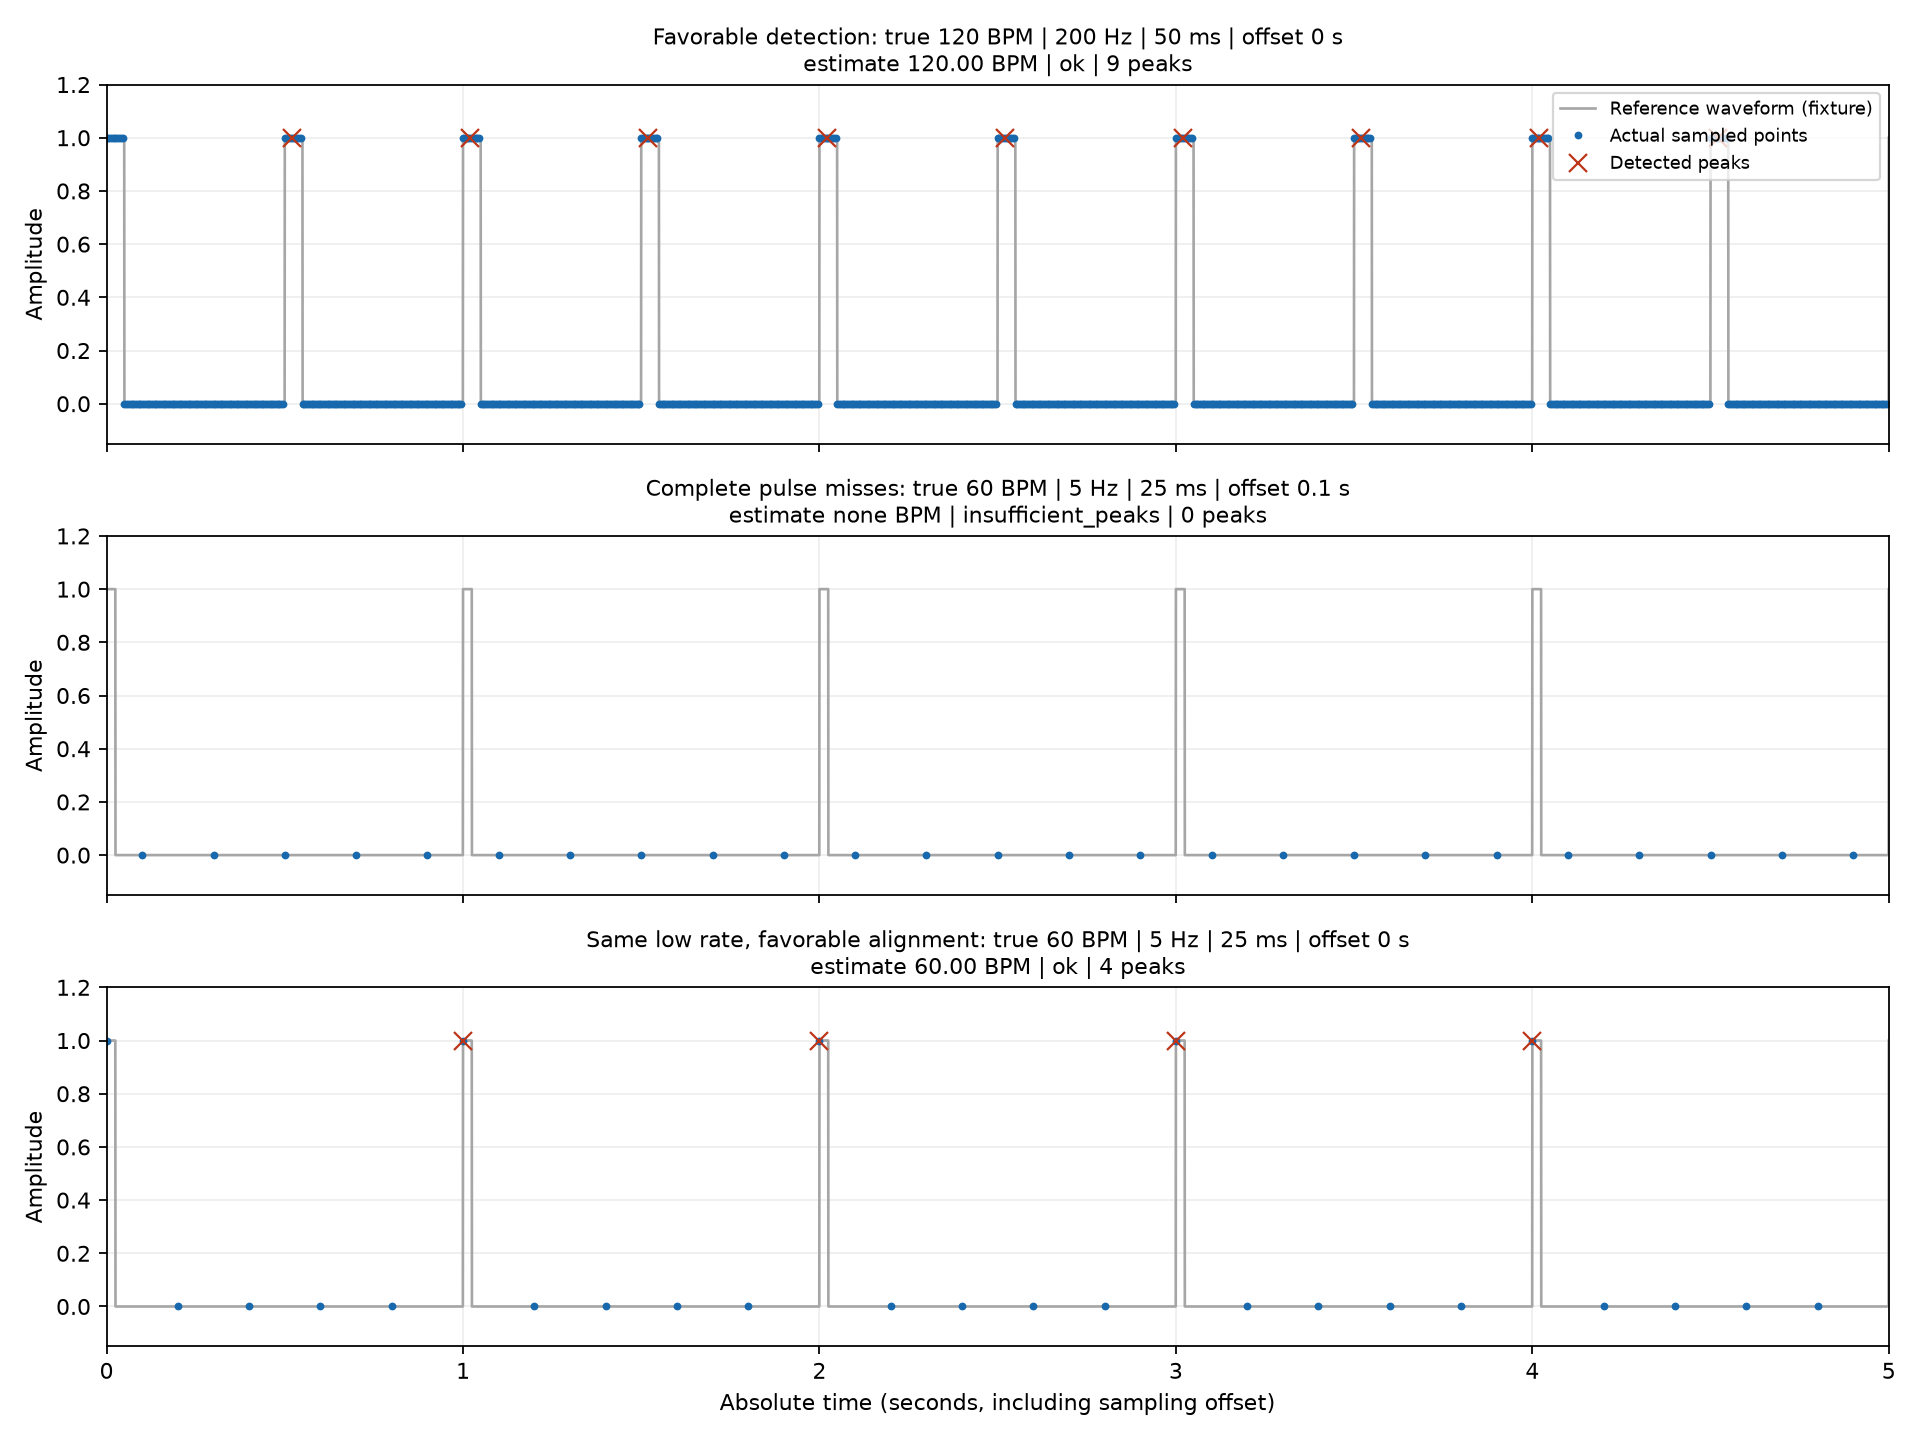 Favorable detection: true 120 BPM | 200 Hz | 50 ms | offset 0 s
estimate 120.00 BPM | ok | 9 peaks
1.2
1.0
0.8
0.6
0.4
0.2
0.0
Amplitude
Reference waveform (fixture)
Actual sampled points
Detected peaks
Complete pulse misses: true 60 BPM | 5 Hz | 25 ms | offset 0.1 s
estimate none BPM | insufficient_peaks | 0 peaks
1.2
1.0
0.8
0.6
0.4
0.2
0.0
Amplitude
Same low rate, favorable alignment: true 60 BPM | 5 Hz | 25 ms | offset 0 s
estimate 60.00 BPM | ok | 4 peaks
1.2
1.0
0.8
0.6
0.4
0.2
0.0
Amplitude
0 1 2 3 4 5
Absolute time (seconds, including sampling offset)